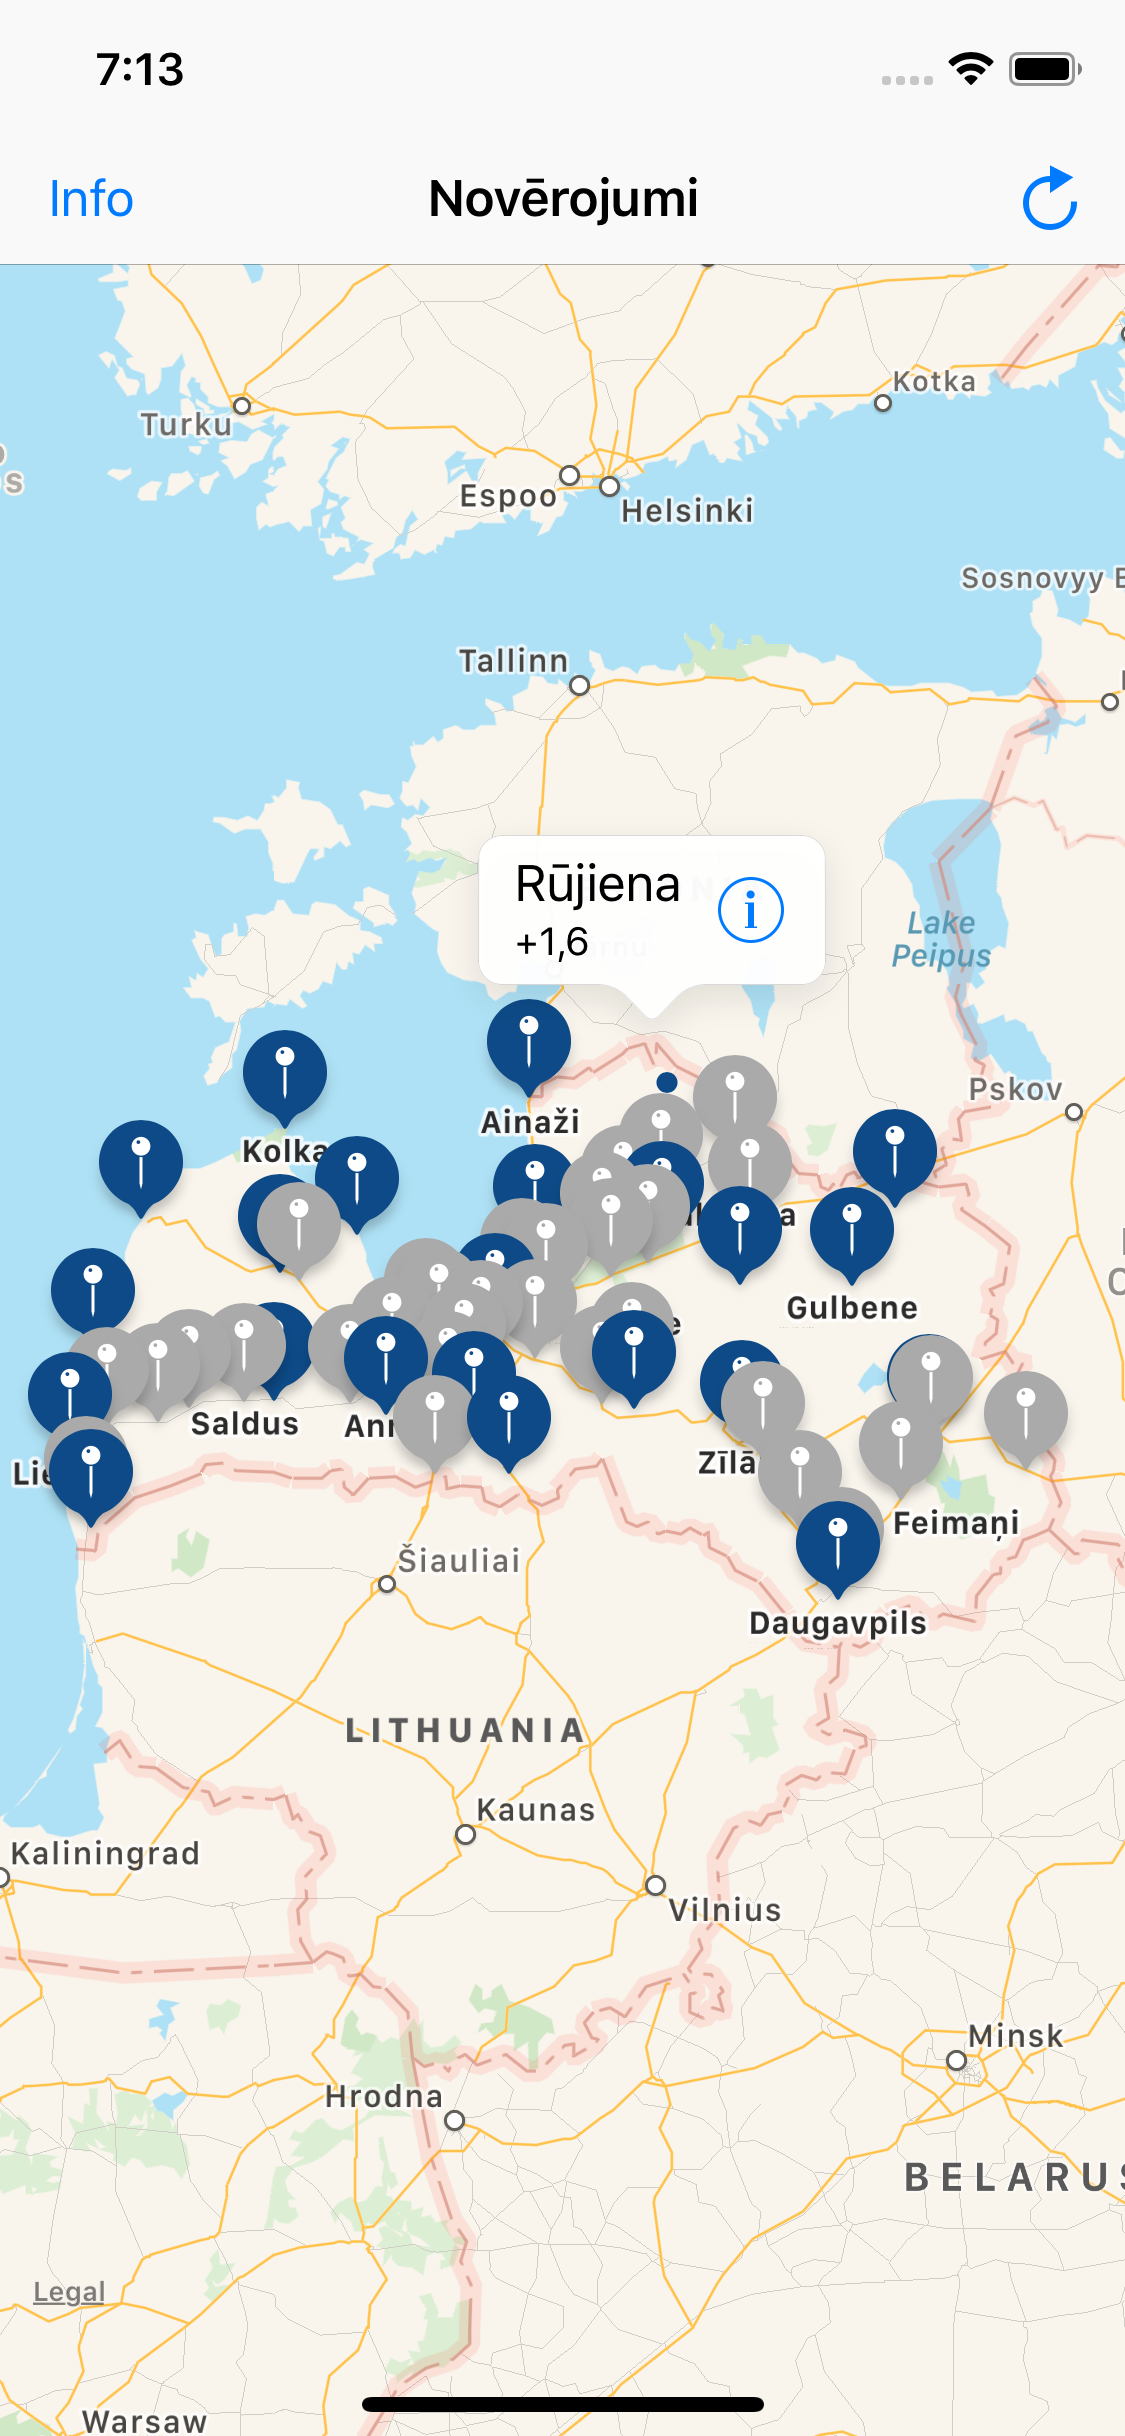 7:13
Info
Novērojumi
Kotka
Turku
Espoo
Helsinki
Sosnovyy
Tallinn
Rūjiena
+1,6
Lake
Peipus
Pskov
Ainaži
Kolka
Gulbene
Saldus
Feimaņi
Šiauliai
Daugavpils
LITHUANIA
Kaunas
Kaliningrad
Vilnius
Minsk
Hrodna
BELARUS
Legal
Warsaw